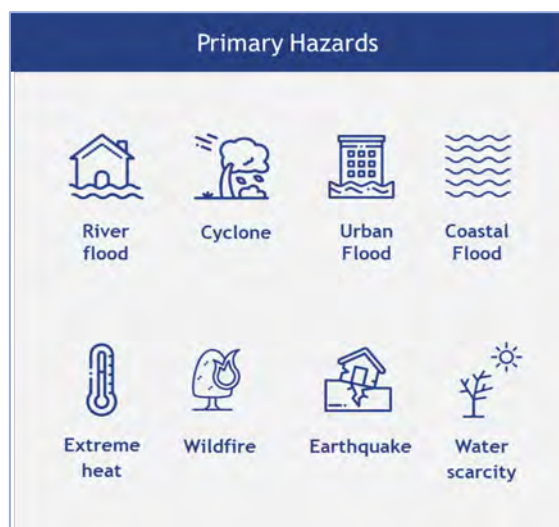 Primary Hazards
River
flood
Cyclone
Urban
Flood
Coastal
Flood
Extreme
heat
Wildfire
Earthquake
Water
scarcity